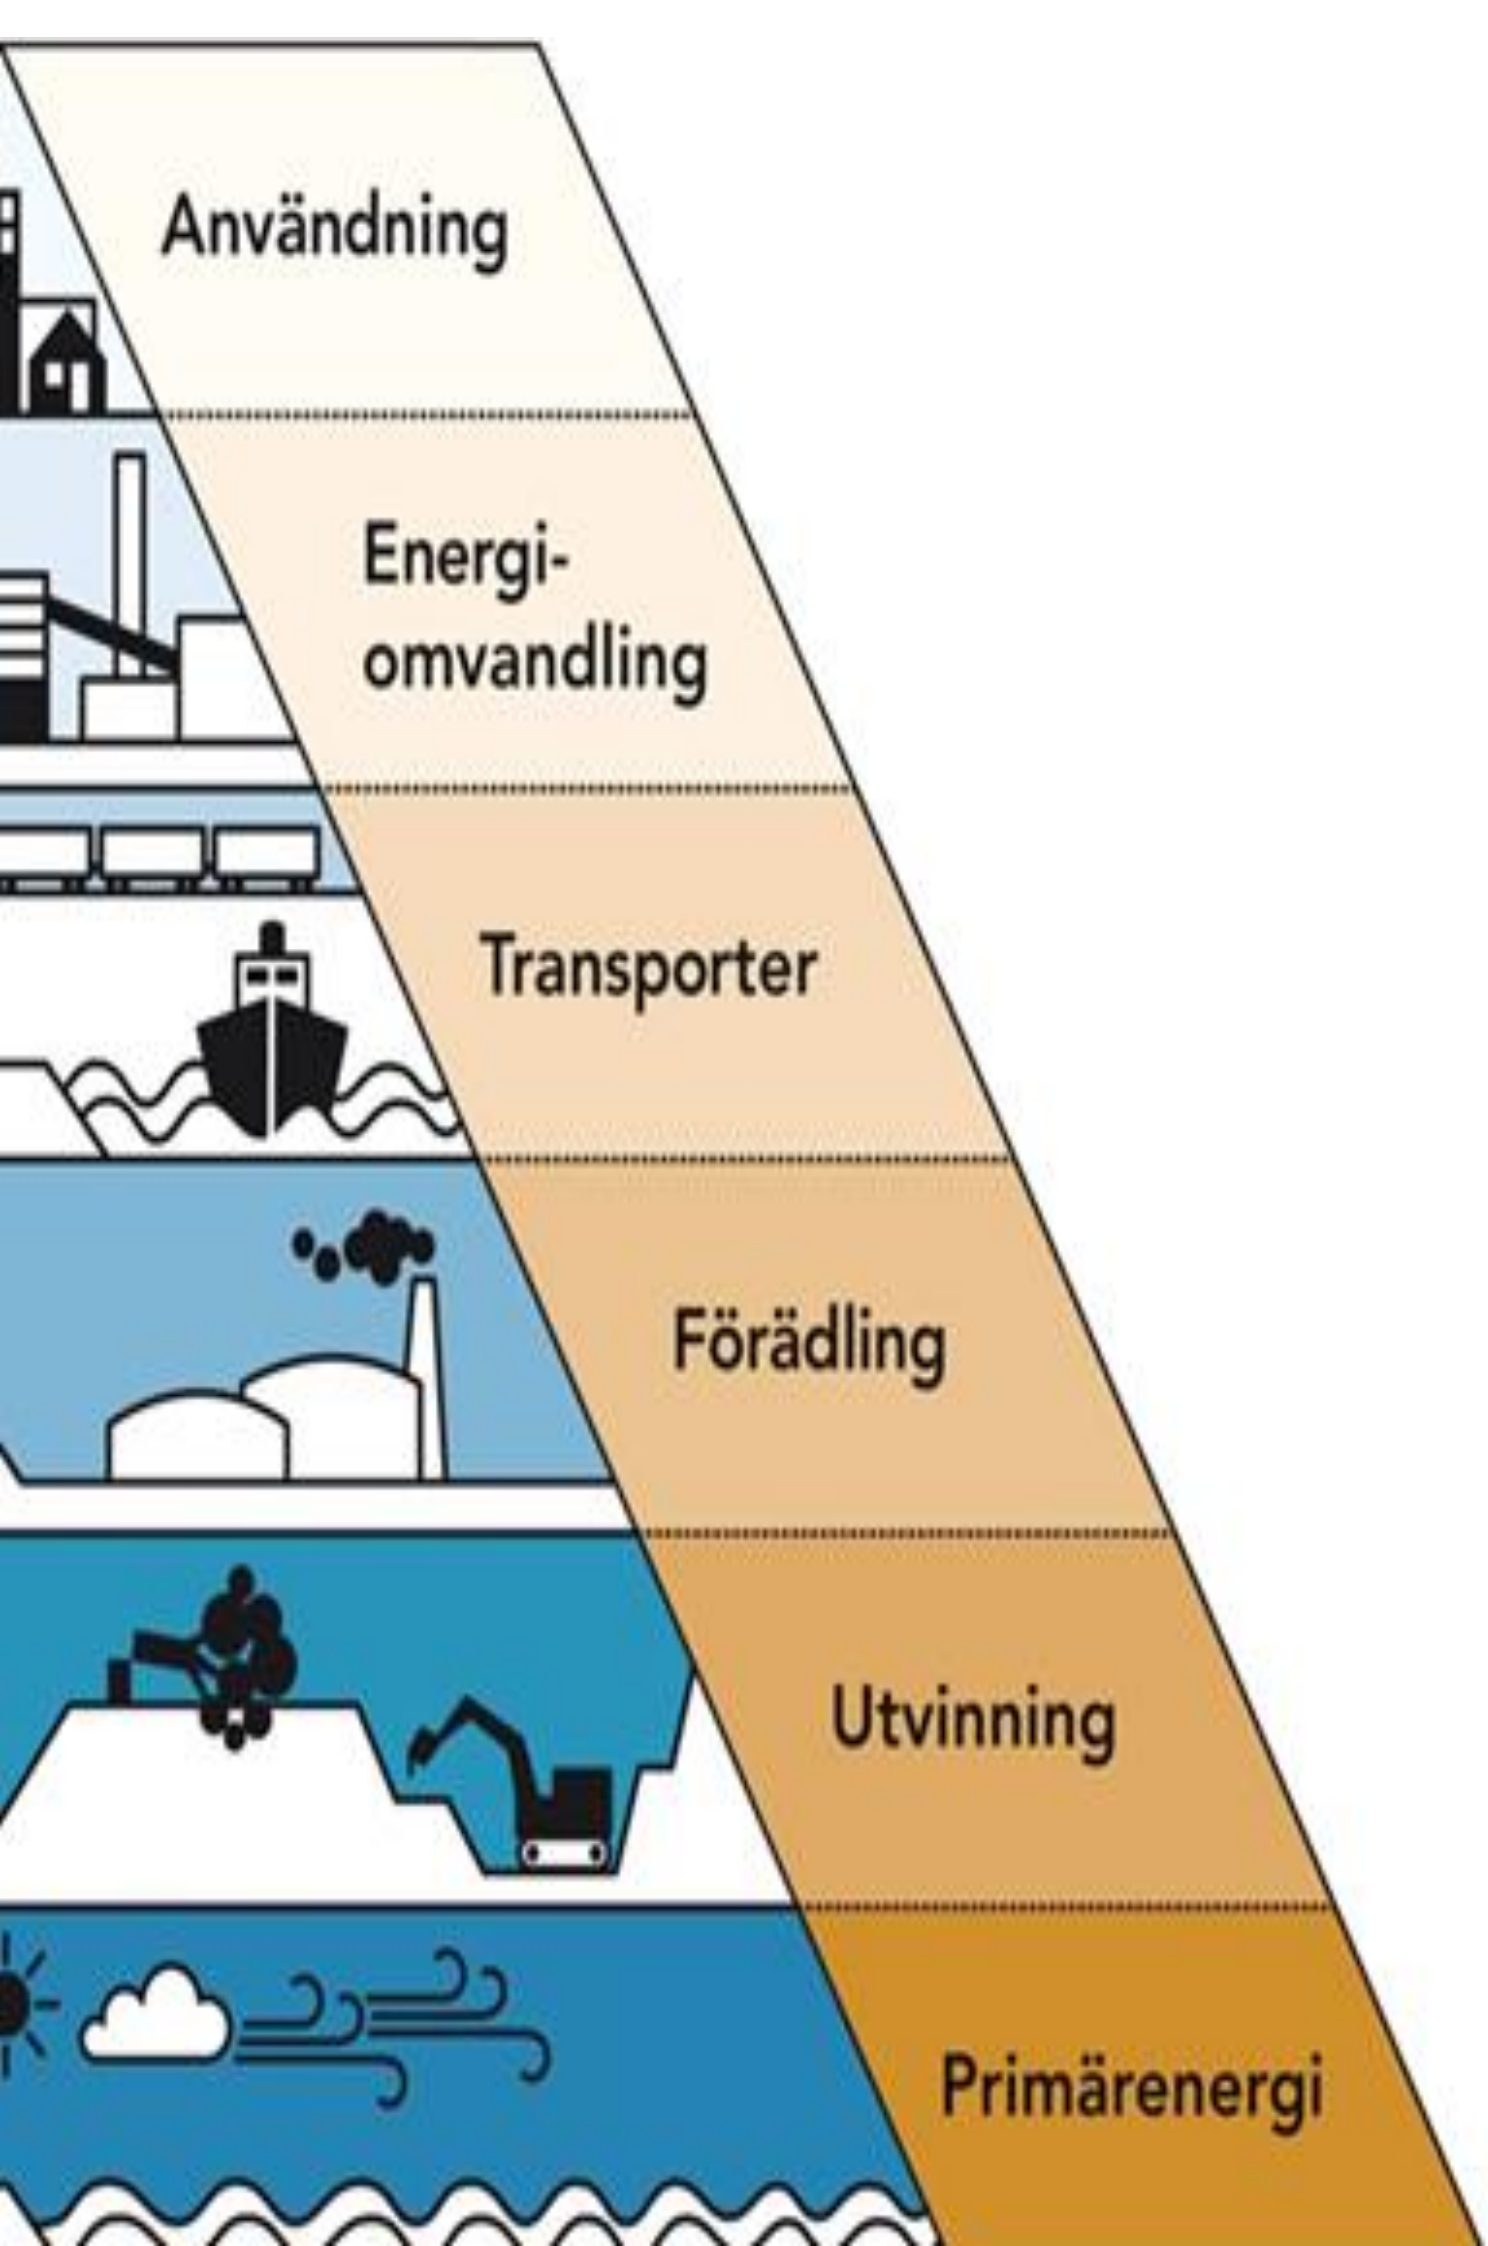 Användning
Energi-
omvandling
Transporter
Förädling
Utvinning
Primärenergi